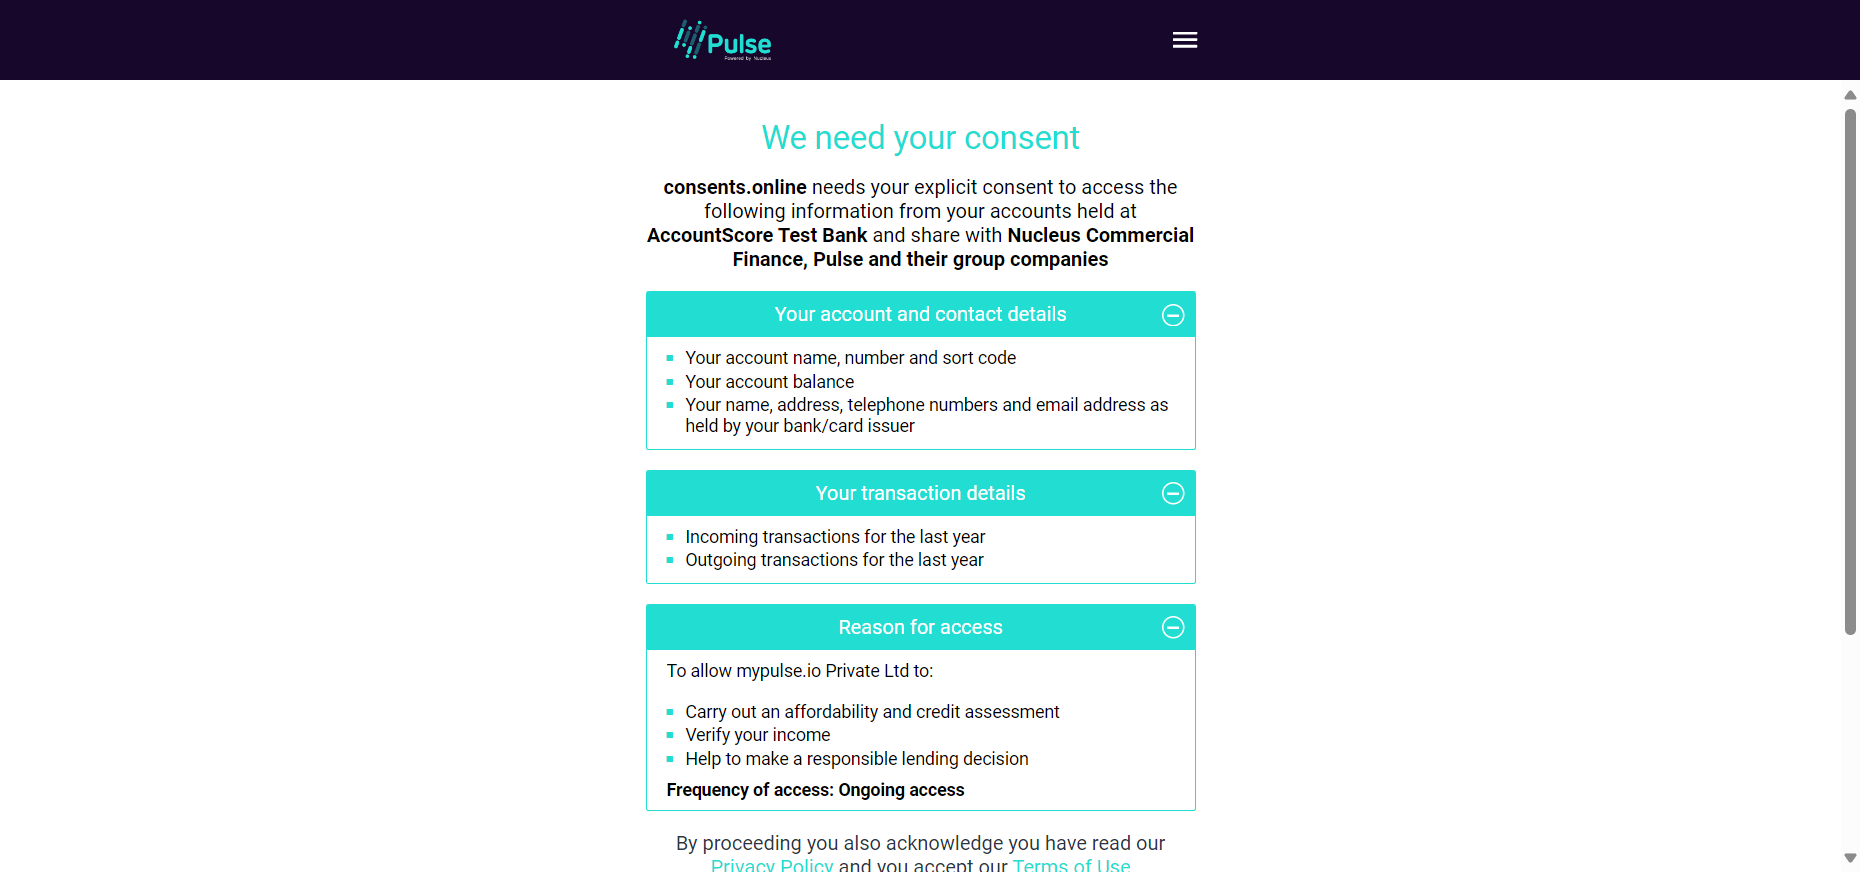 Pulse
Powered by Nucleus
We need your consent
consents.online needs your explicit consent to access the
following information from your accounts held at
AccountScore Test Bank and share with Nucleus Commercial
Finance, Pulse and their group companies
Your account and contact details
Your account name, number and sort code
Your account balance
Your name, address, telephone numbers and email address as
held by your bank/card issuer
Your transaction details
Incoming transactions for the last year
Outgoing transactions for the last year
Reason for access
To allow mypulse.io Private Ltd to:
Carry out an affordability and credit assessment
Verify your income
Help to make a responsible lending decision
Frequency of access: Ongoing access
By proceeding you also acknowledge you have read our
Privacy Policy and you accept our Terms of Use